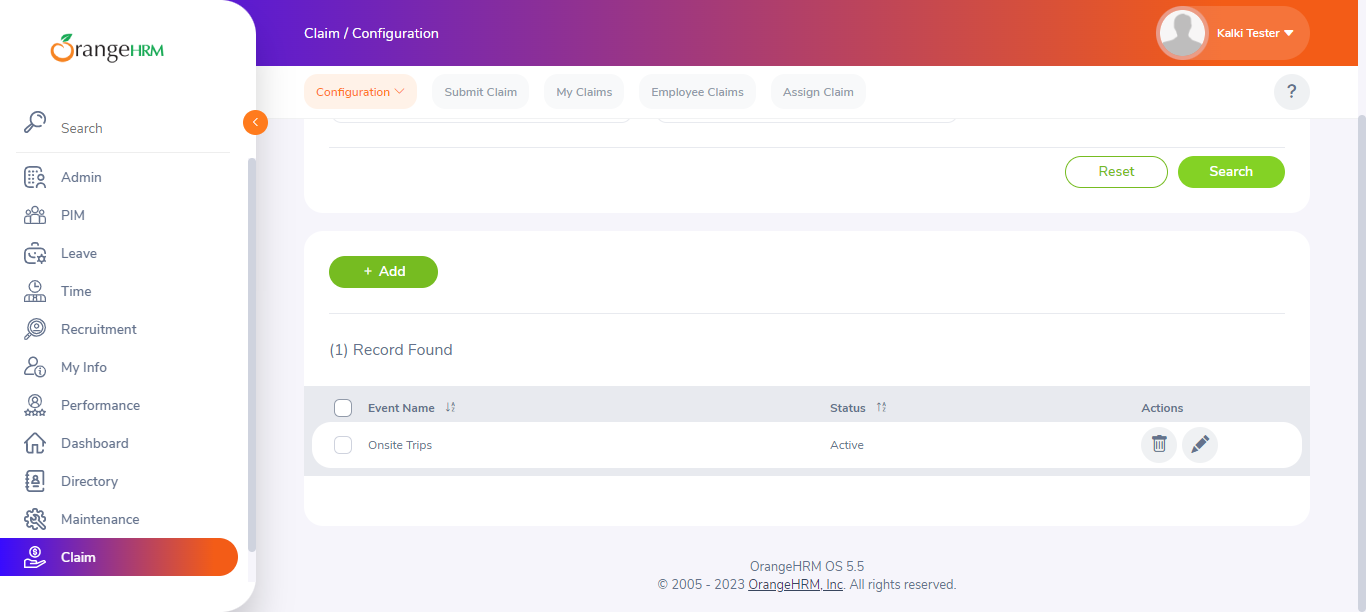 Claim / Configuration
Kalki Tester
OrangeHRM
Configuration
Submit Claim
My Claims
Employee Claims
Assign Claim
?
Search
Admin
PIM
Leave
Time
Recruitment
My Info
Performance
Dashboard
Directory
Maintenance
Claim
Reset
Search
+ Add
(1) Record Found
Event Name
Status
Actions
Onsite Trips
Active
OrangeHRM OS 5.5
© 2005 - 2023 OrangeHRM, Inc. All rights reserved.